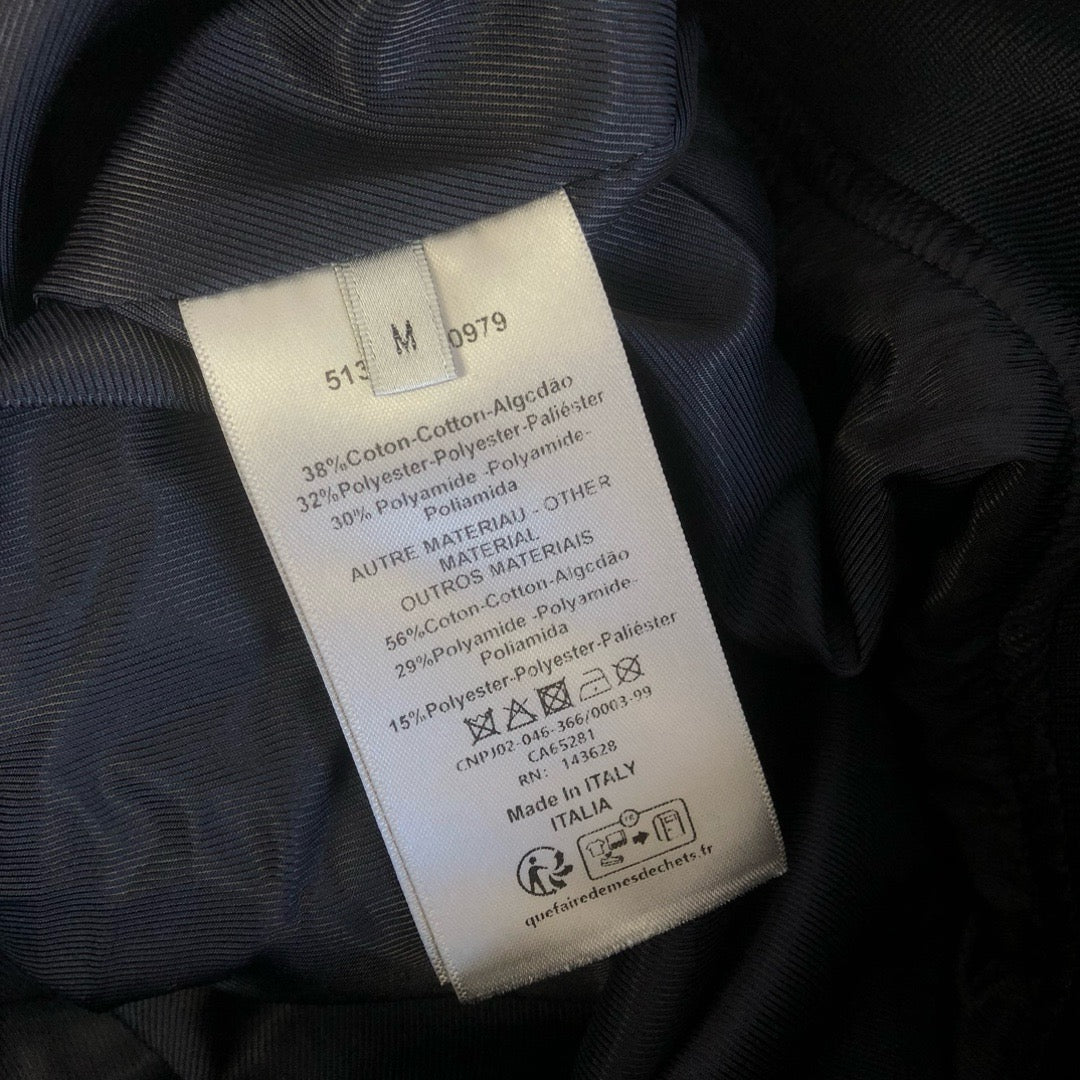 M
513 0979
38%Coton-Cotton-Algcdão
32%Polyester-Polyester-Paliéster
30% Polyamide -Polyamide-
Poliamida
AUTRE MATERIAU - OTHER
MATERIAL
OUTROS MATERIAIS
56%Coton-Cotton-Algcdão
29%Polyamide -Polyamide-
Poliamida
15%Polyester-Polyester-Paliéster
CNPJ02-046-366/0003-99
CA65281
RN: 143628
Made In ITALY
ITALIA
FR
quefairedemesdechets.fr